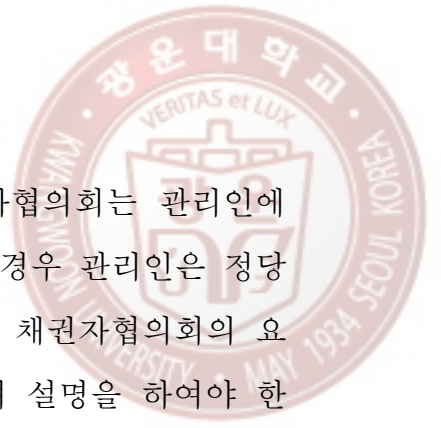 광운대학교
VERITAS et LUX
KWANGWOON UNIVERSITY • MAY 1934 SEOUL KOREA
자협의회는 관리인에
경우 관리인은 정당
채권자협의회의 요
설명을 하여야 한